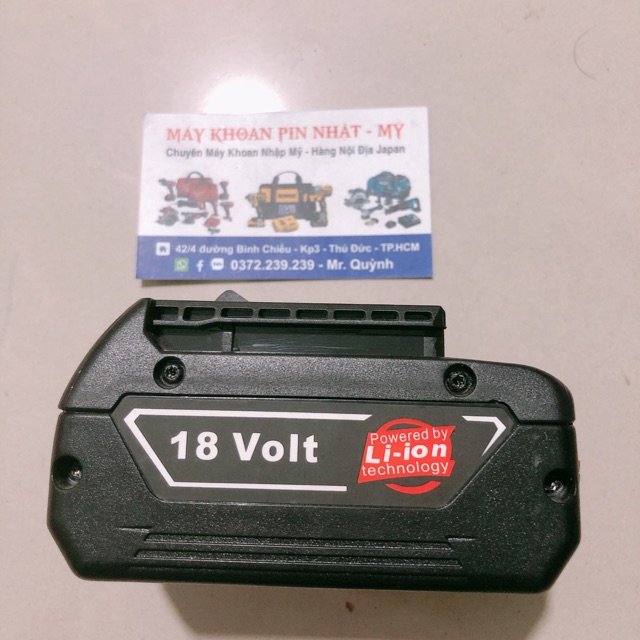 MÁY KHOAN PIN NHẬT - MỸ
Chuyên Máy Khoan Nhập Mỹ - Hàng Nội Địa Japan
42/4 đường Bình Chiểu - Kp3 - Thủ Đức - TP.HCM
0372.239.239 - Mr. Quỳnh
18 Volt
Powered by
Li-ion
technology